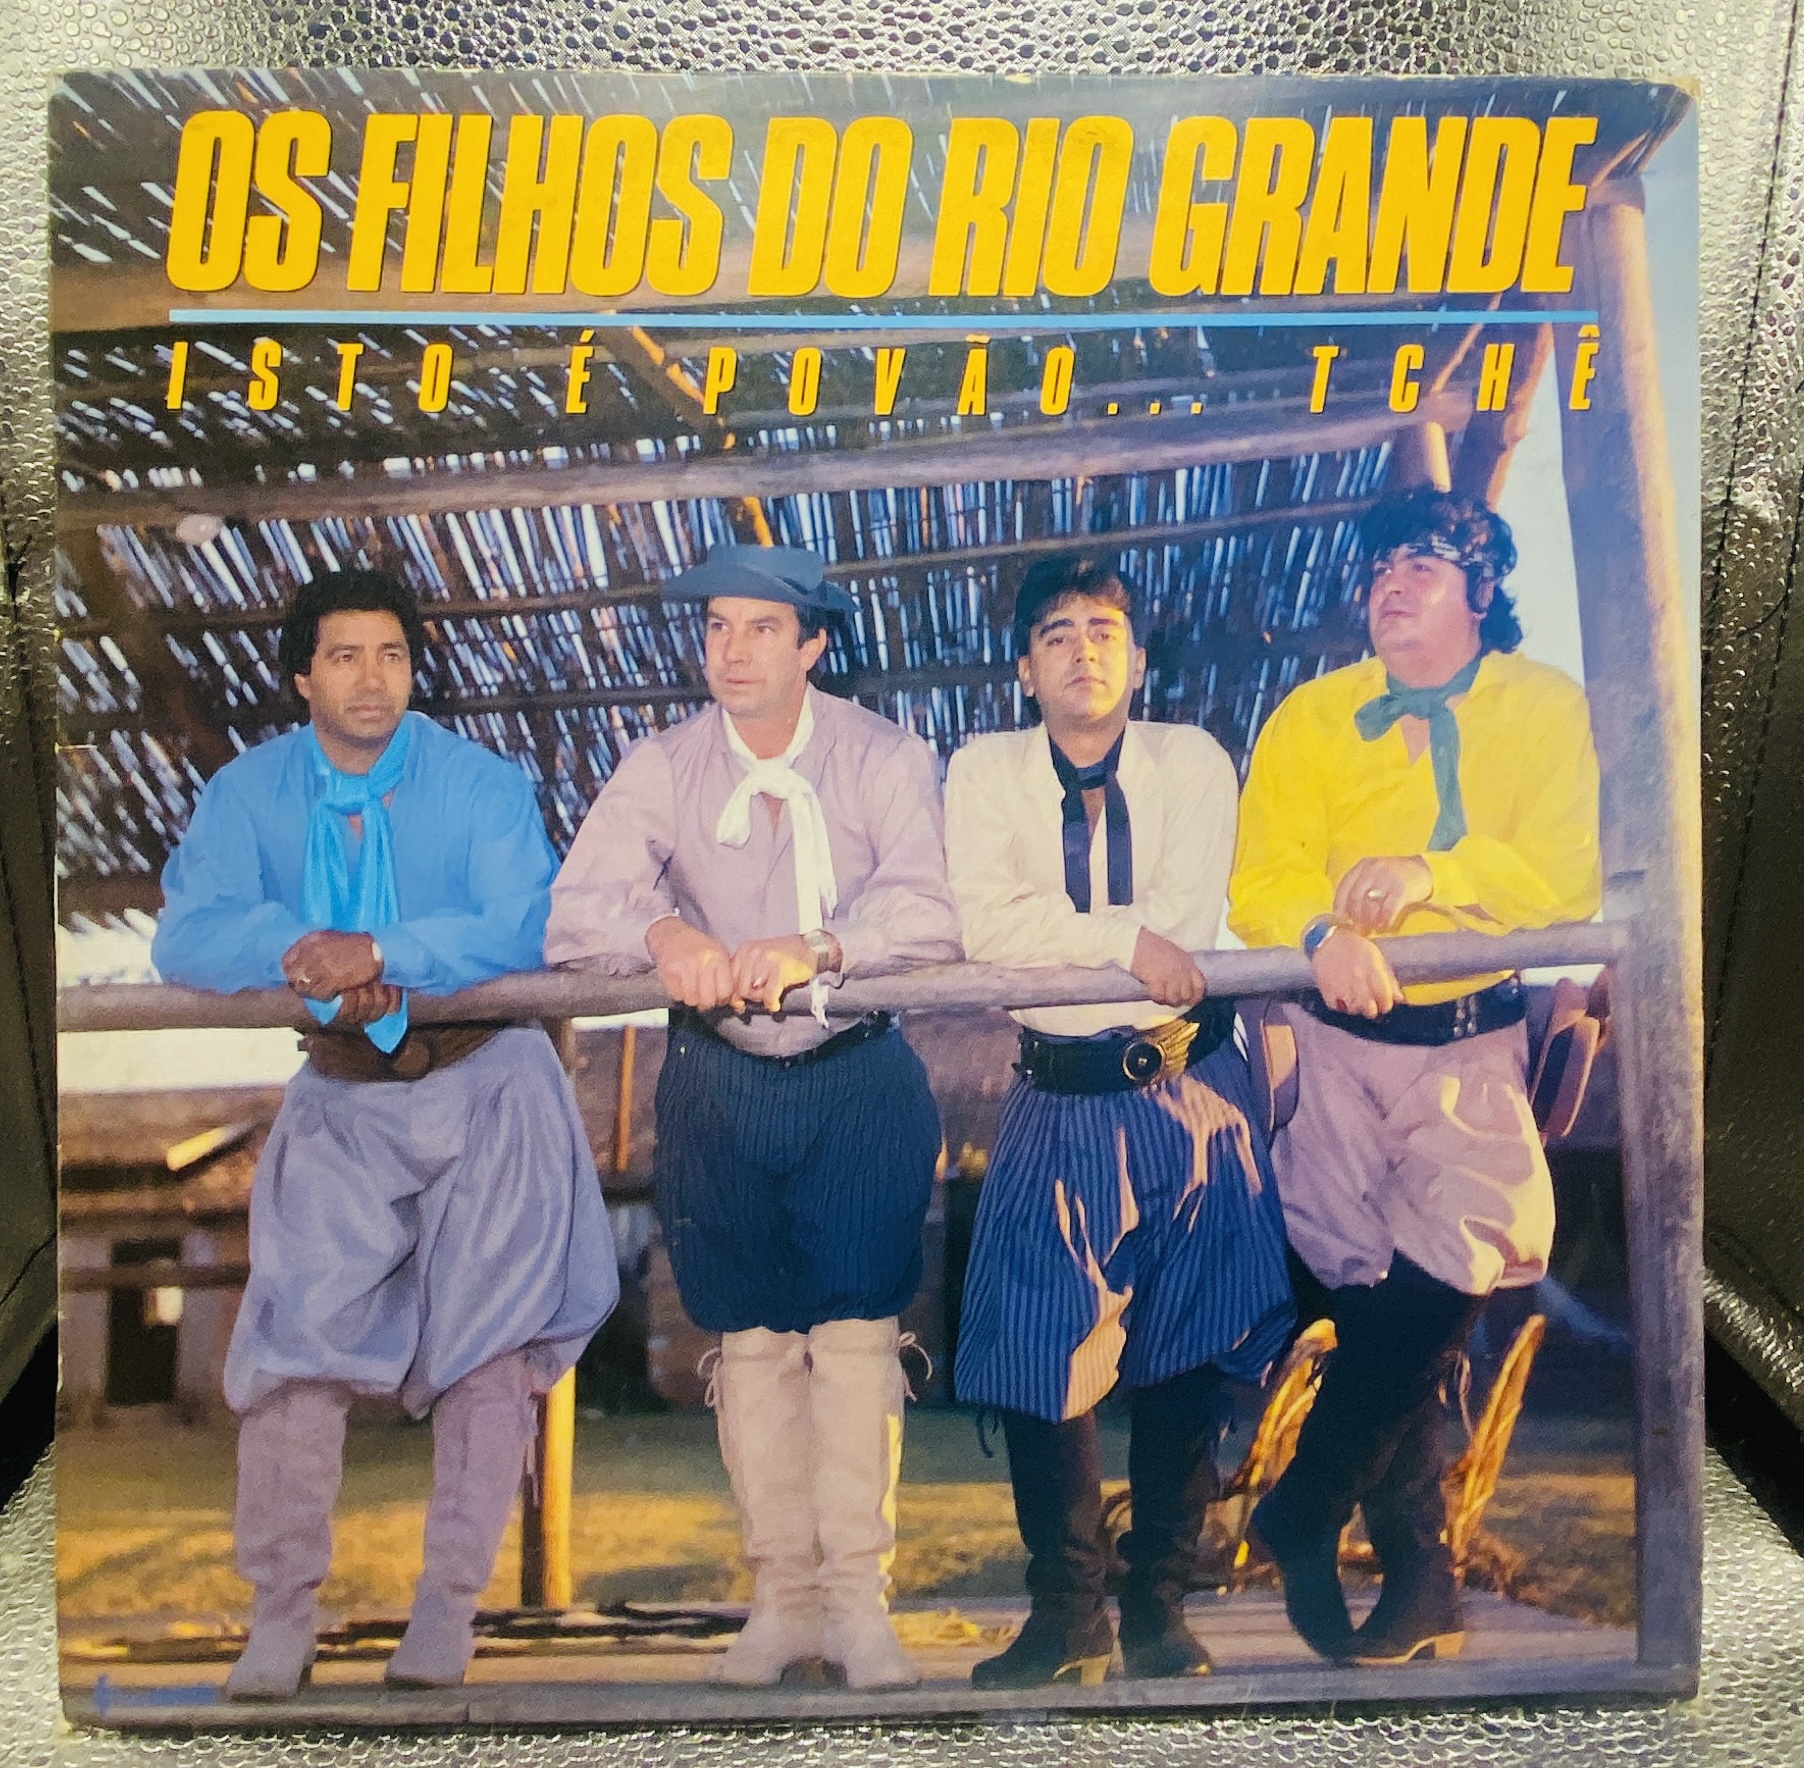 OS FILHOS DO RIO GRANDE
ISTO É POVÃO... TCHÊ